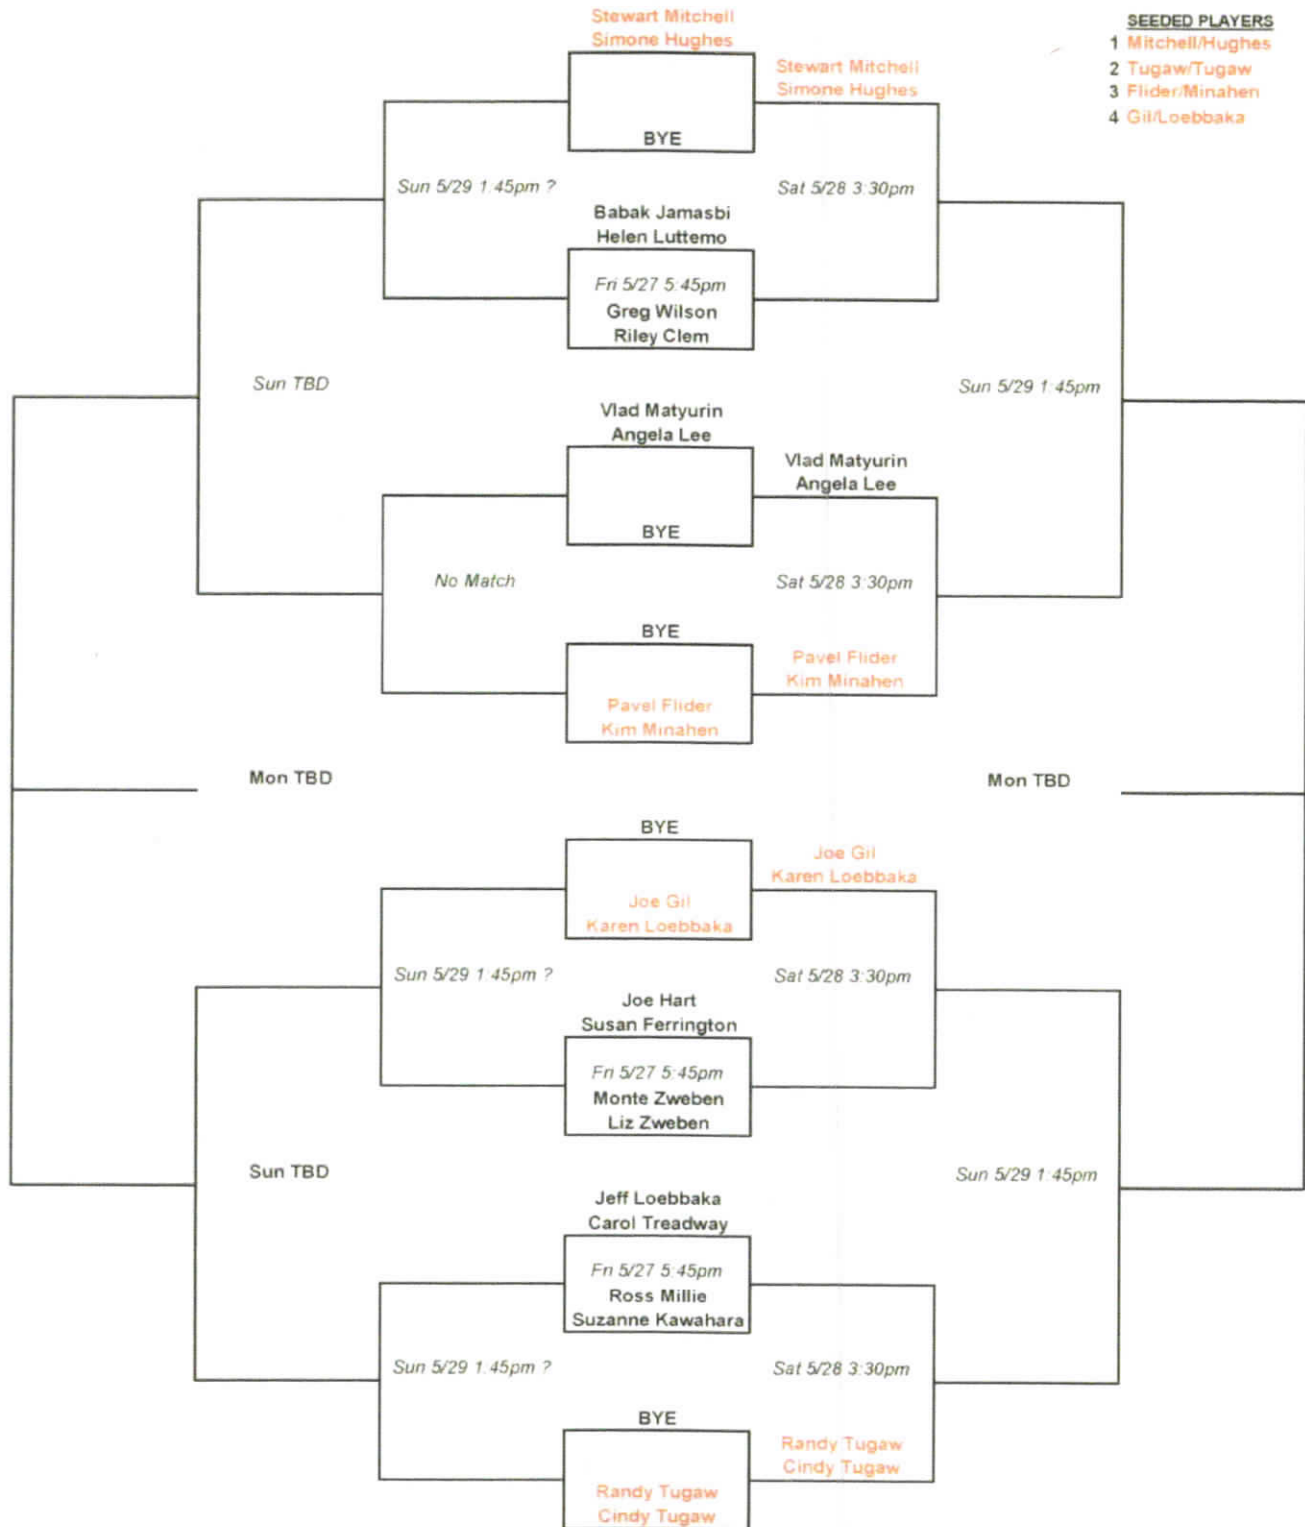 Stewart Mitchell
Simone Hughes
SEEDED PLAYERS
1 Mitchell/Hughes
2 Tugaw/Tugaw
3 Flider/Minahen
4 Gil/Loebbaka
Stewart Mitchell
Simone Hughes
BYE
Sun 5/29 1:45pm ?
Sat 5/28 3:30pm
Babak Jamasbi
Helen Luttemo
Fri 5/27 5:45pm
Greg Wilson
Riley Clem
Sun TBD
Sun 5/29 1:45pm
Vlad Matyurin
Angela Lee
Vlad Matyurin
Angela Lee
BYE
No Match
Sat 5/28 3:30pm
BYE
Pavel Flider
Kim Minahen
Pavel Flider
Kim Minahen
Mon TBD
Mon TBD
BYE
Joe Gil
Karen Loebbaka
Joe Gil
Karen Loebbaka
Sun 5/29 1:45pm ?
Sat 5/28 3:30pm
Joe Hart
Susan Ferrington
Fri 5/27 5:45pm
Monte Zweben
Liz Zweben
Sun TBD
Sun 5/29 1:45pm
Jeff Loebbaka
Carol Treadway
Fri 5/27 5:45pm
Ross Millie
Suzanne Kawahara
Sun 5/29 1:45pm ?
Sat 5/28 3:30pm
BYE
Randy Tugaw
Cindy Tugaw
Randy Tugaw
Cindy Tugaw